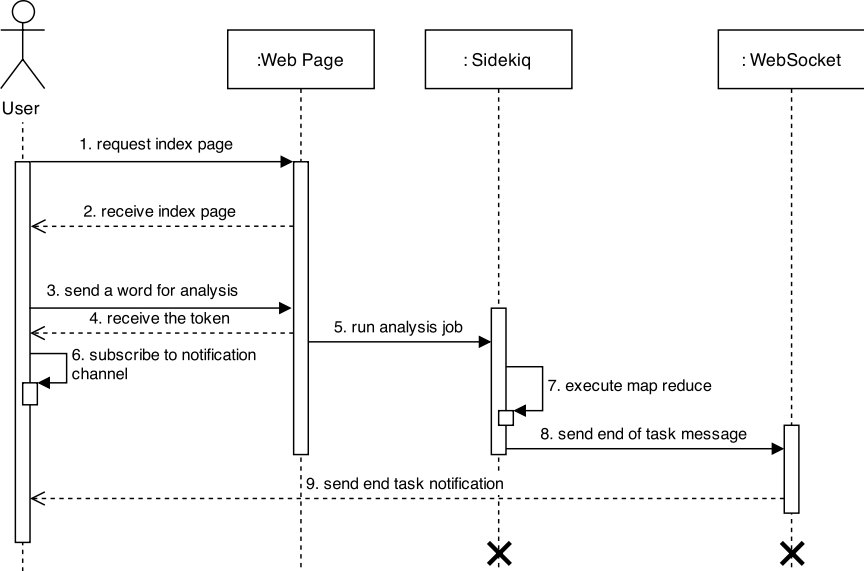 :Web Page
: Sidekiq
: WebSocket
User
1. request index page
2. receive index page
3. send a word for analysis
4. receive the token
5. run analysis job
6. subscribe to notification
channel
7. execute map reduce
8. send end of task message
9. send end task notification